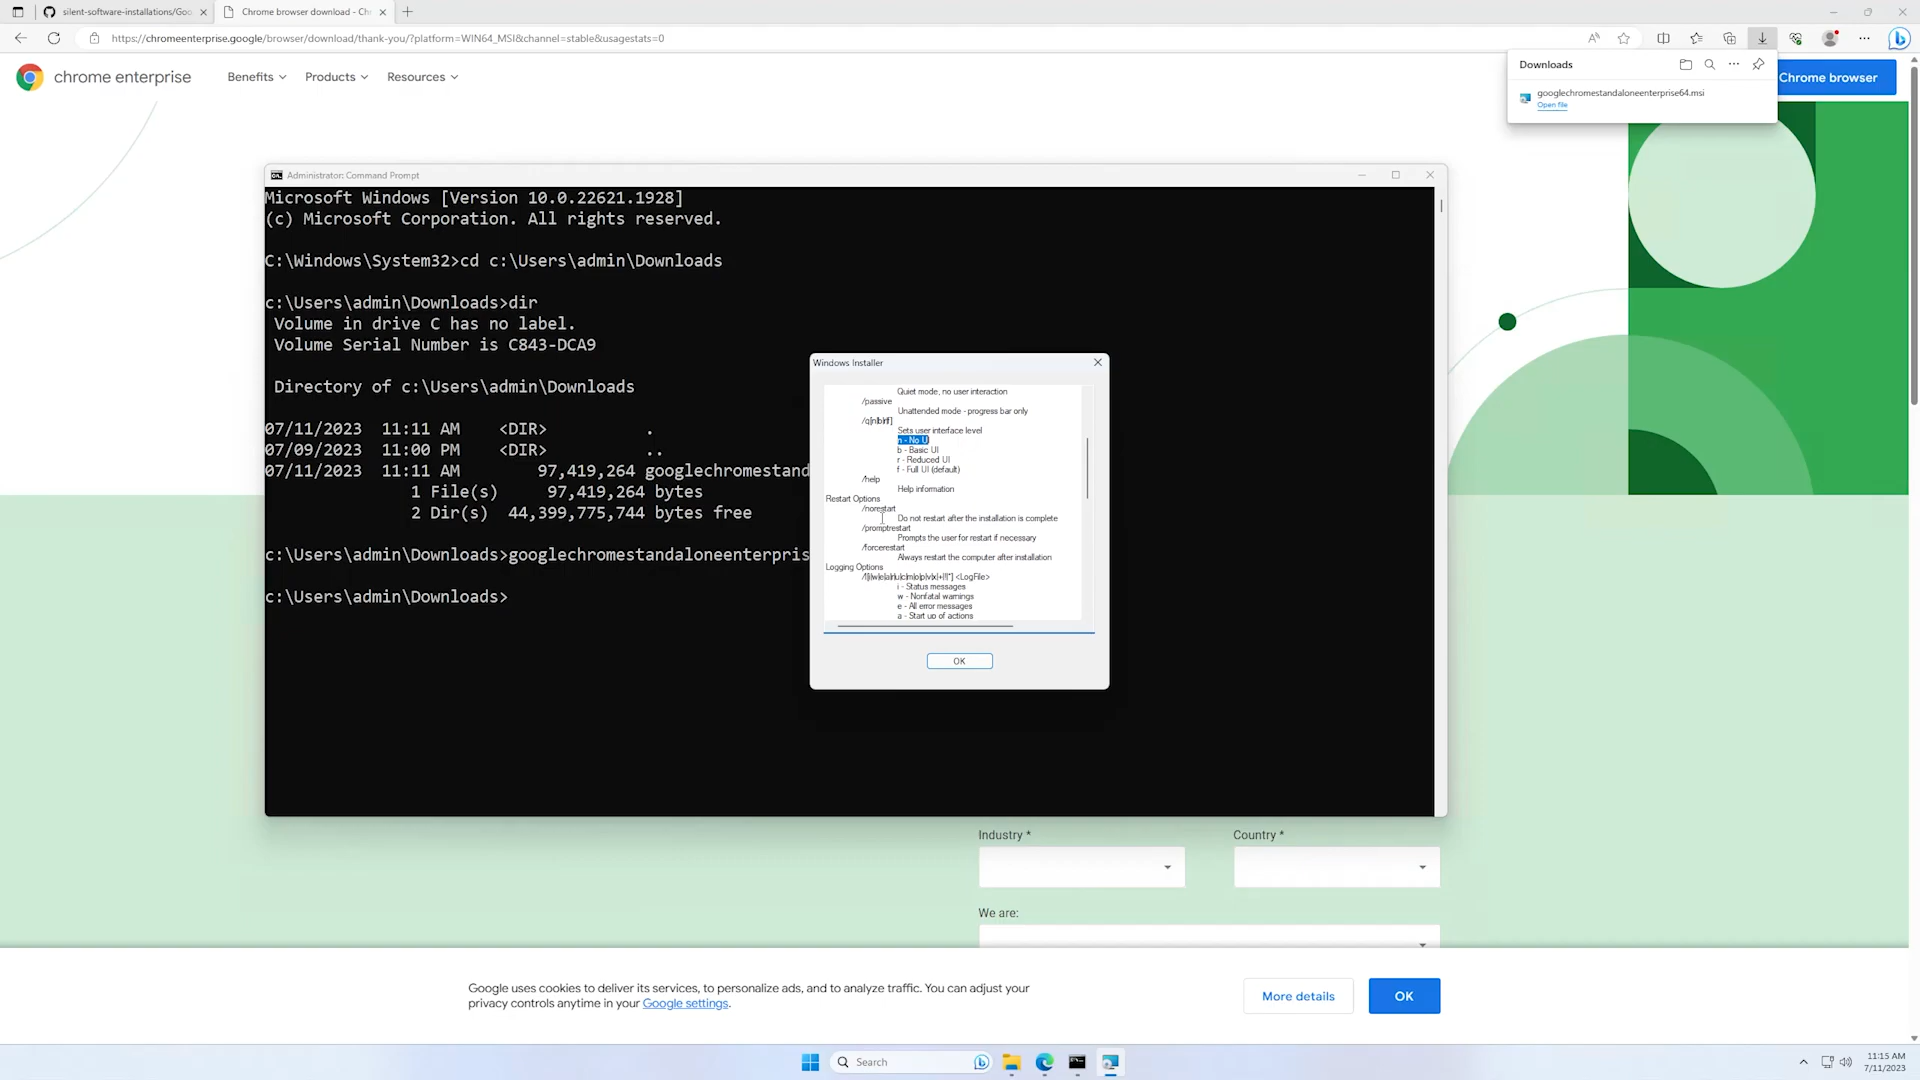 silent-software-installations/Goo
Chrome browser download - Ch
https://chromeenterprise.google/browser/download/thank-you/?platform=WIN64_MSI&channel=stable&usagestats=0
chrome enterprise
Benefits
Products
Resources
Downloads
googlechromestandaloneenterprise64.msi
Open file
Chrome browser
Administrator: Command Prompt
Microsoft Windows [Version 10.0.22621.1928]
(c) Microsoft Corporation. All rights reserved.
C:\Windows\System32>cd c:\Users\admin\Downloads
c:\Users\admin\Downloads>dir
Volume in drive C has no label.
Volume Serial Number is C843-DCA9
Directory of c:\Users\admin\Downloads
07/11/2023  11:11 AM    <DIR>          .
07/09/2023  11:00 PM    <DIR>          ..
07/11/2023  11:11 AM        97,419,264 googlechromestand
1 File(s)     97,419,264 bytes
2 Dir(s)  44,399,775,744 bytes free
c:\Users\admin\Downloads>googlechromestandaloneenterpris
c:\Users\admin\Downloads>
Windows Installer
Quiet mode, no user interaction
/passive
Unattended mode - progress bar only
/q[n|b|r|f]
Sets user interface level
n - No UI
b - Basic UI
r - Reduced UI
f - Full UI (default)
/help
Help information
Restart Options
/norestart
Do not restart after the installation is complete
/promptrestart
Prompts the user for restart if necessary
/forcerestart
Always restart the computer after installation
Logging Options
/l[i|w|e|a|r|u|c|m|o|p|v|x|+|!|*] <LogFile>
i - Status messages
w - Nonfatal warnings
e - All error messages
a - Start up of actions
OK
Industry *
Country *
We are:
Google uses cookies to deliver its services, to personalize ads, and to analyze traffic. You can adjust your
privacy controls anytime in your Google settings.
More details
OK
Search
11:15 AM
7/11/2023